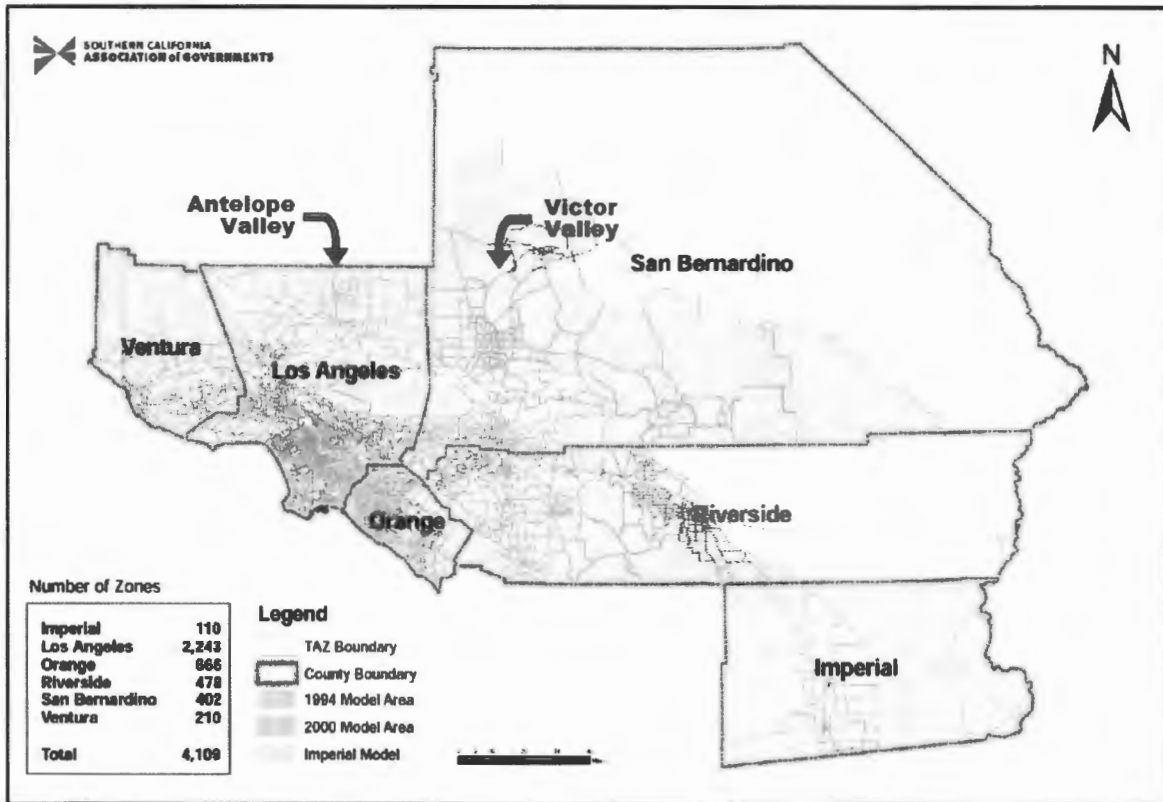 SOUTHERN CALIFORNIA
ASSOCIATION of GOVERNMENTS
N
Antelope
Valley
Victor
Valley
San Bernardino
Ventura
Los Angeles
Orange
Riverside
Imperial
Number of Zones
Imperial 110
Los Angeles 2,243
Orange 666
Riverside 478
San Bernardino 402
Ventura 210
Total 4,109
Legend
TAZ Boundary
County Boundary
1994 Model Area
2000 Model Area
Imperial Model